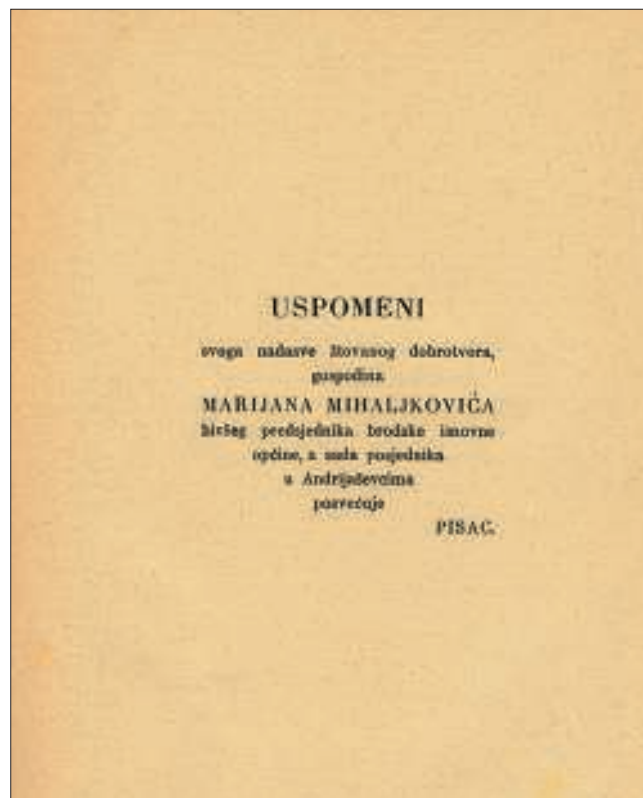 USPOMENI
svoga nadasve štovanog dobrotvora,
gospodina
MARIJANA MIHALJKOVIĆA
bivšeg predsjednika brodske imovne
općine, a sada posjednika
u Andrijaševcima
posvećuje
PISAC.